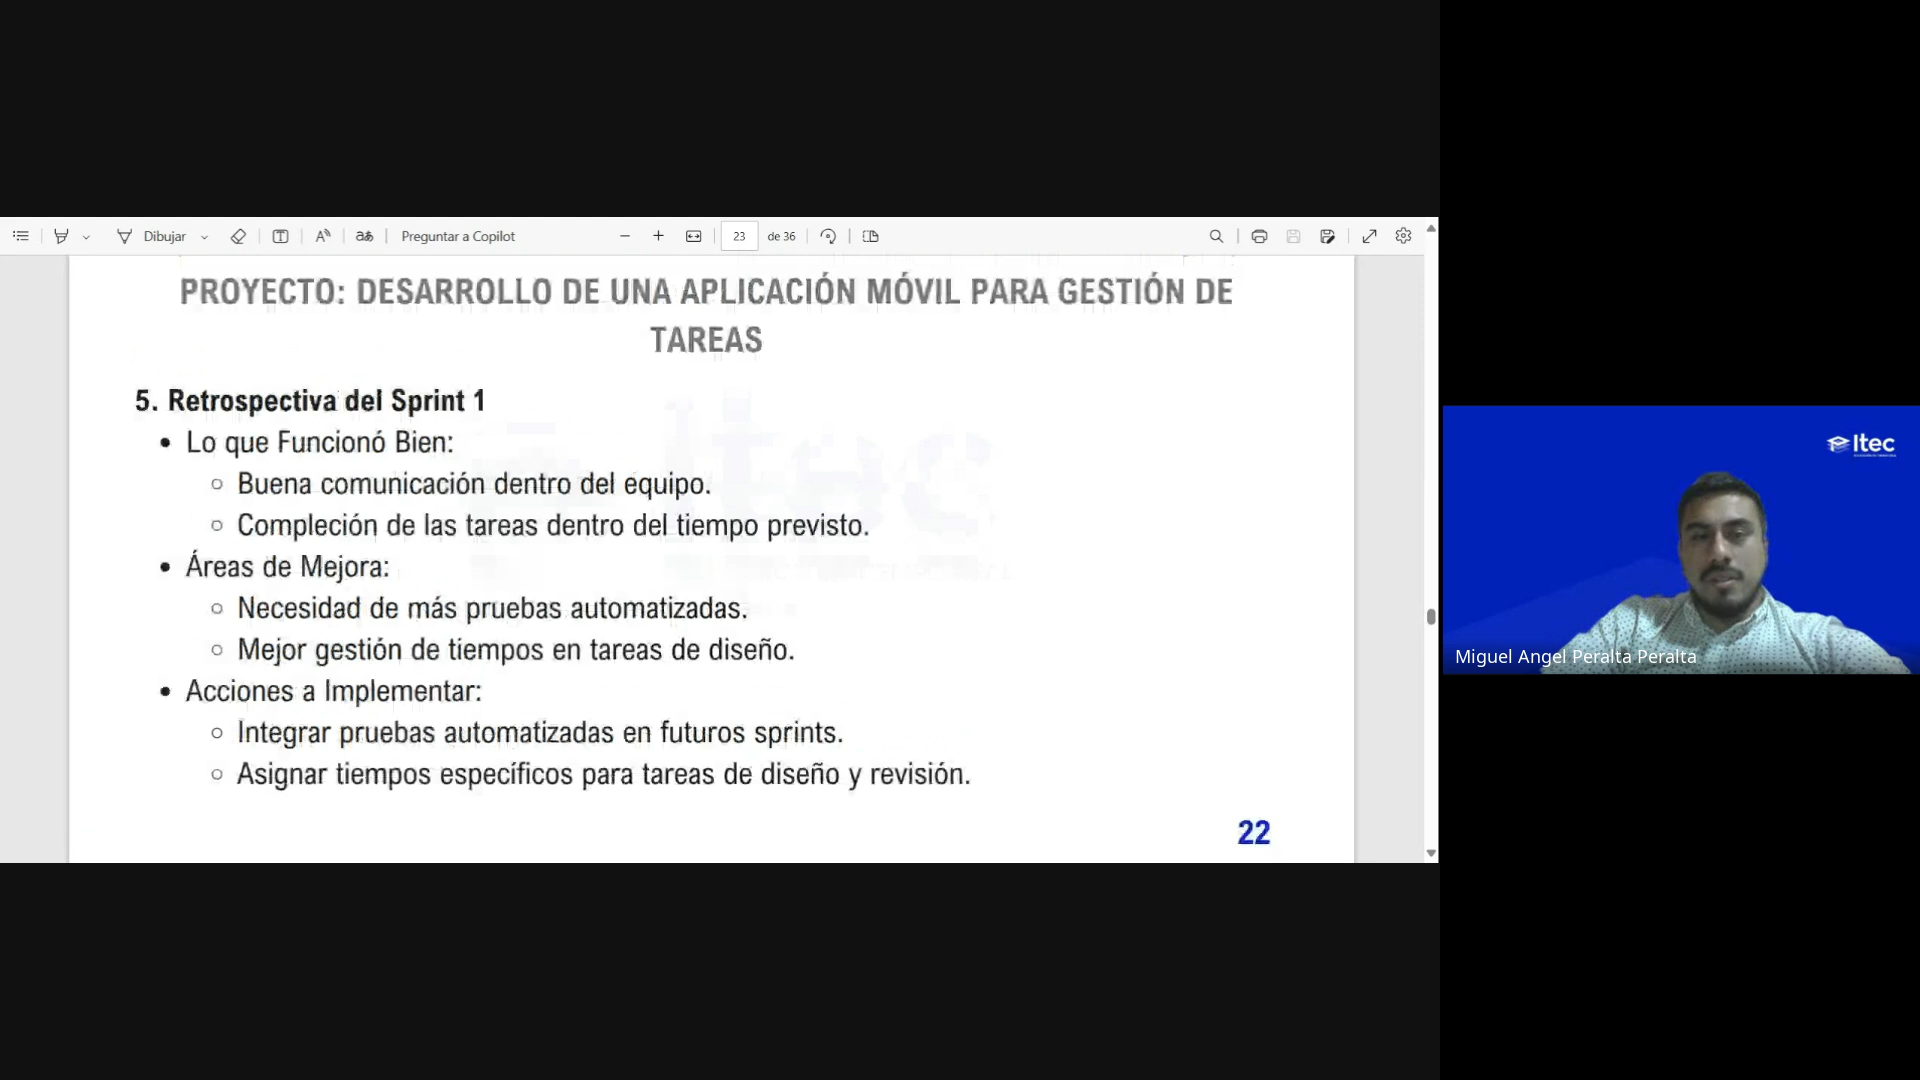 Dibujar
Preguntar a Copilot
23 de 36
PROYECTO: DESARROLLO DE UNA APLICACIÓN MÓVIL PARA GESTIÓN DE
TAREAS
5. Retrospectiva del Sprint 1
• Lo que Funcionó Bien:
○ Buena comunicación dentro del equipo.
○ Compleción de las tareas dentro del tiempo previsto.
• Áreas de Mejora:
○ Necesidad de más pruebas automatizadas.
○ Mejor gestión de tiempos en tareas de diseño.
• Acciones a Implementar:
○ Integrar pruebas automatizadas en futuros sprints.
○ Asignar tiempos específicos para tareas de diseño y revisión.
22
Itec
Miguel Angel Peralta Peralta